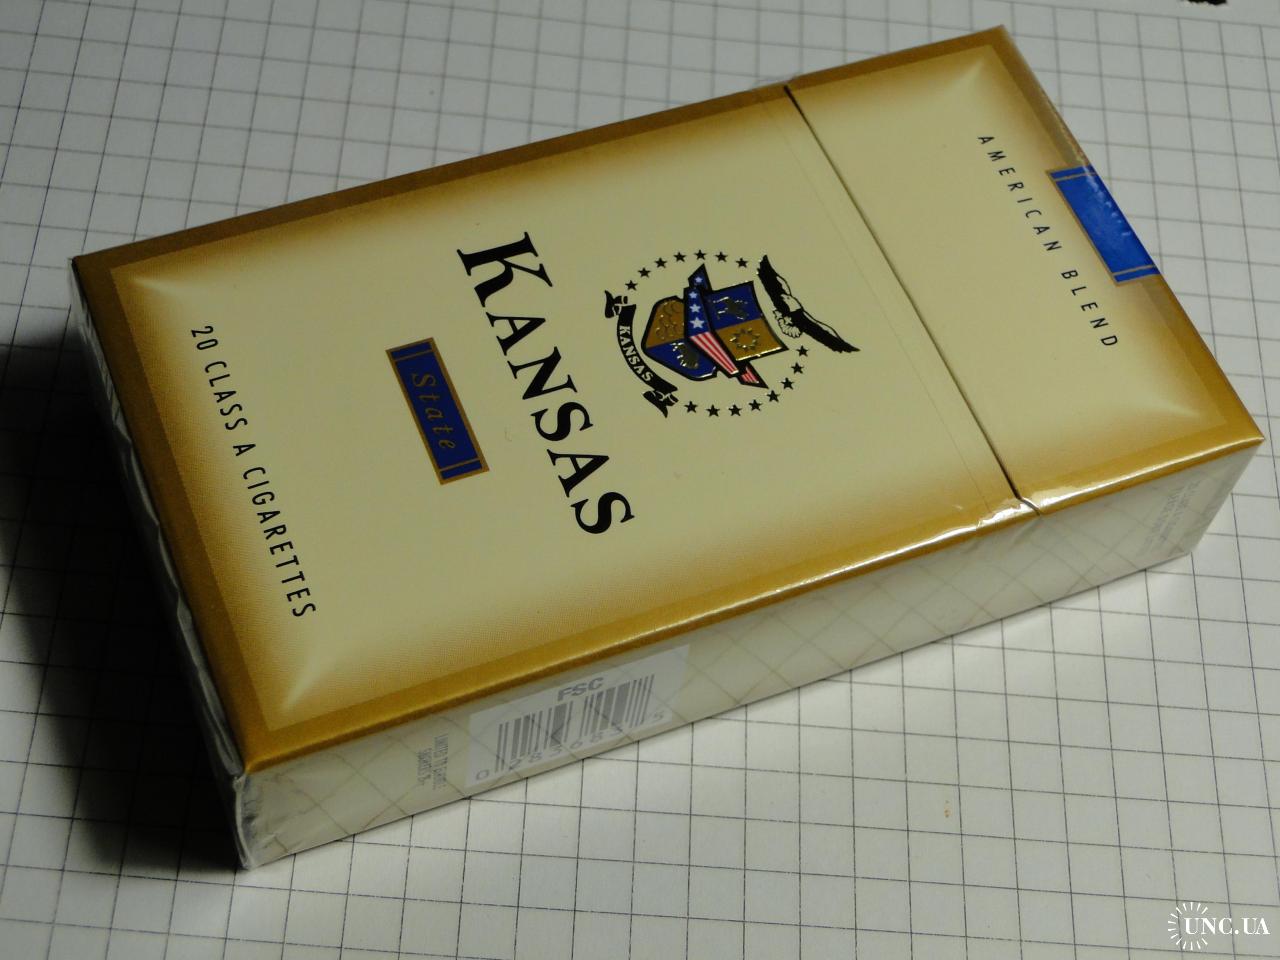 AMERICAN BLEND
KANSAS
KANSAS
State
20 CLASS A CIGARETTES
FSC
UNC.UA